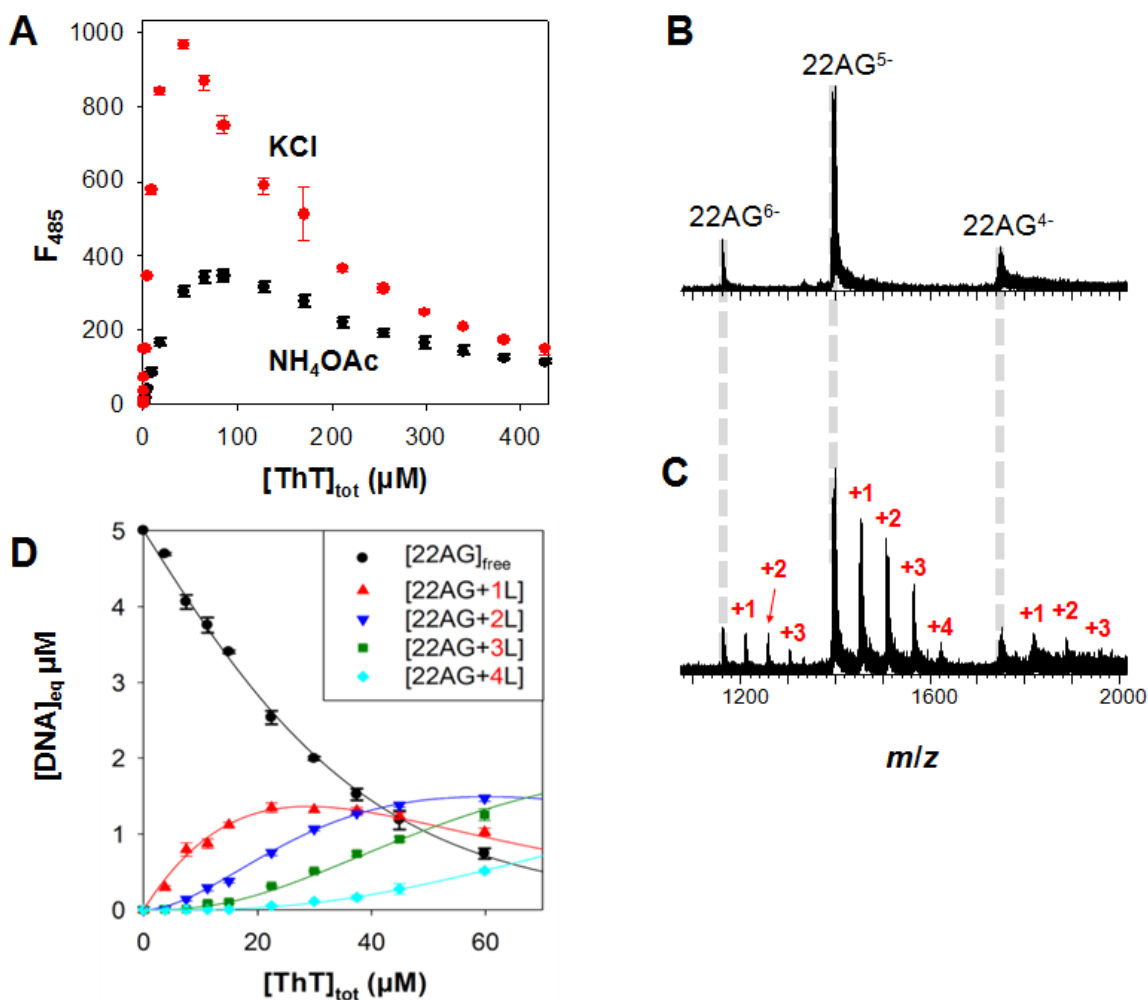 A
1000
800
600
400
200
0
F485
KCl
NH4OAc
0
100
200
300
400
[ThT]tot (µM)
B
22AG6-
22AG5-
22AG4-
C
+1
+2
+3
+1
+2
+3
+4
+1
+2
+3
1200
1600
2000
m/z
D
5
4
3
2
1
0
[DNA]eq µM
[22AG]free
[22AG+1L]
[22AG+2L]
[22AG+3L]
[22AG+4L]
0
20
40
60
[ThT]tot (µM)